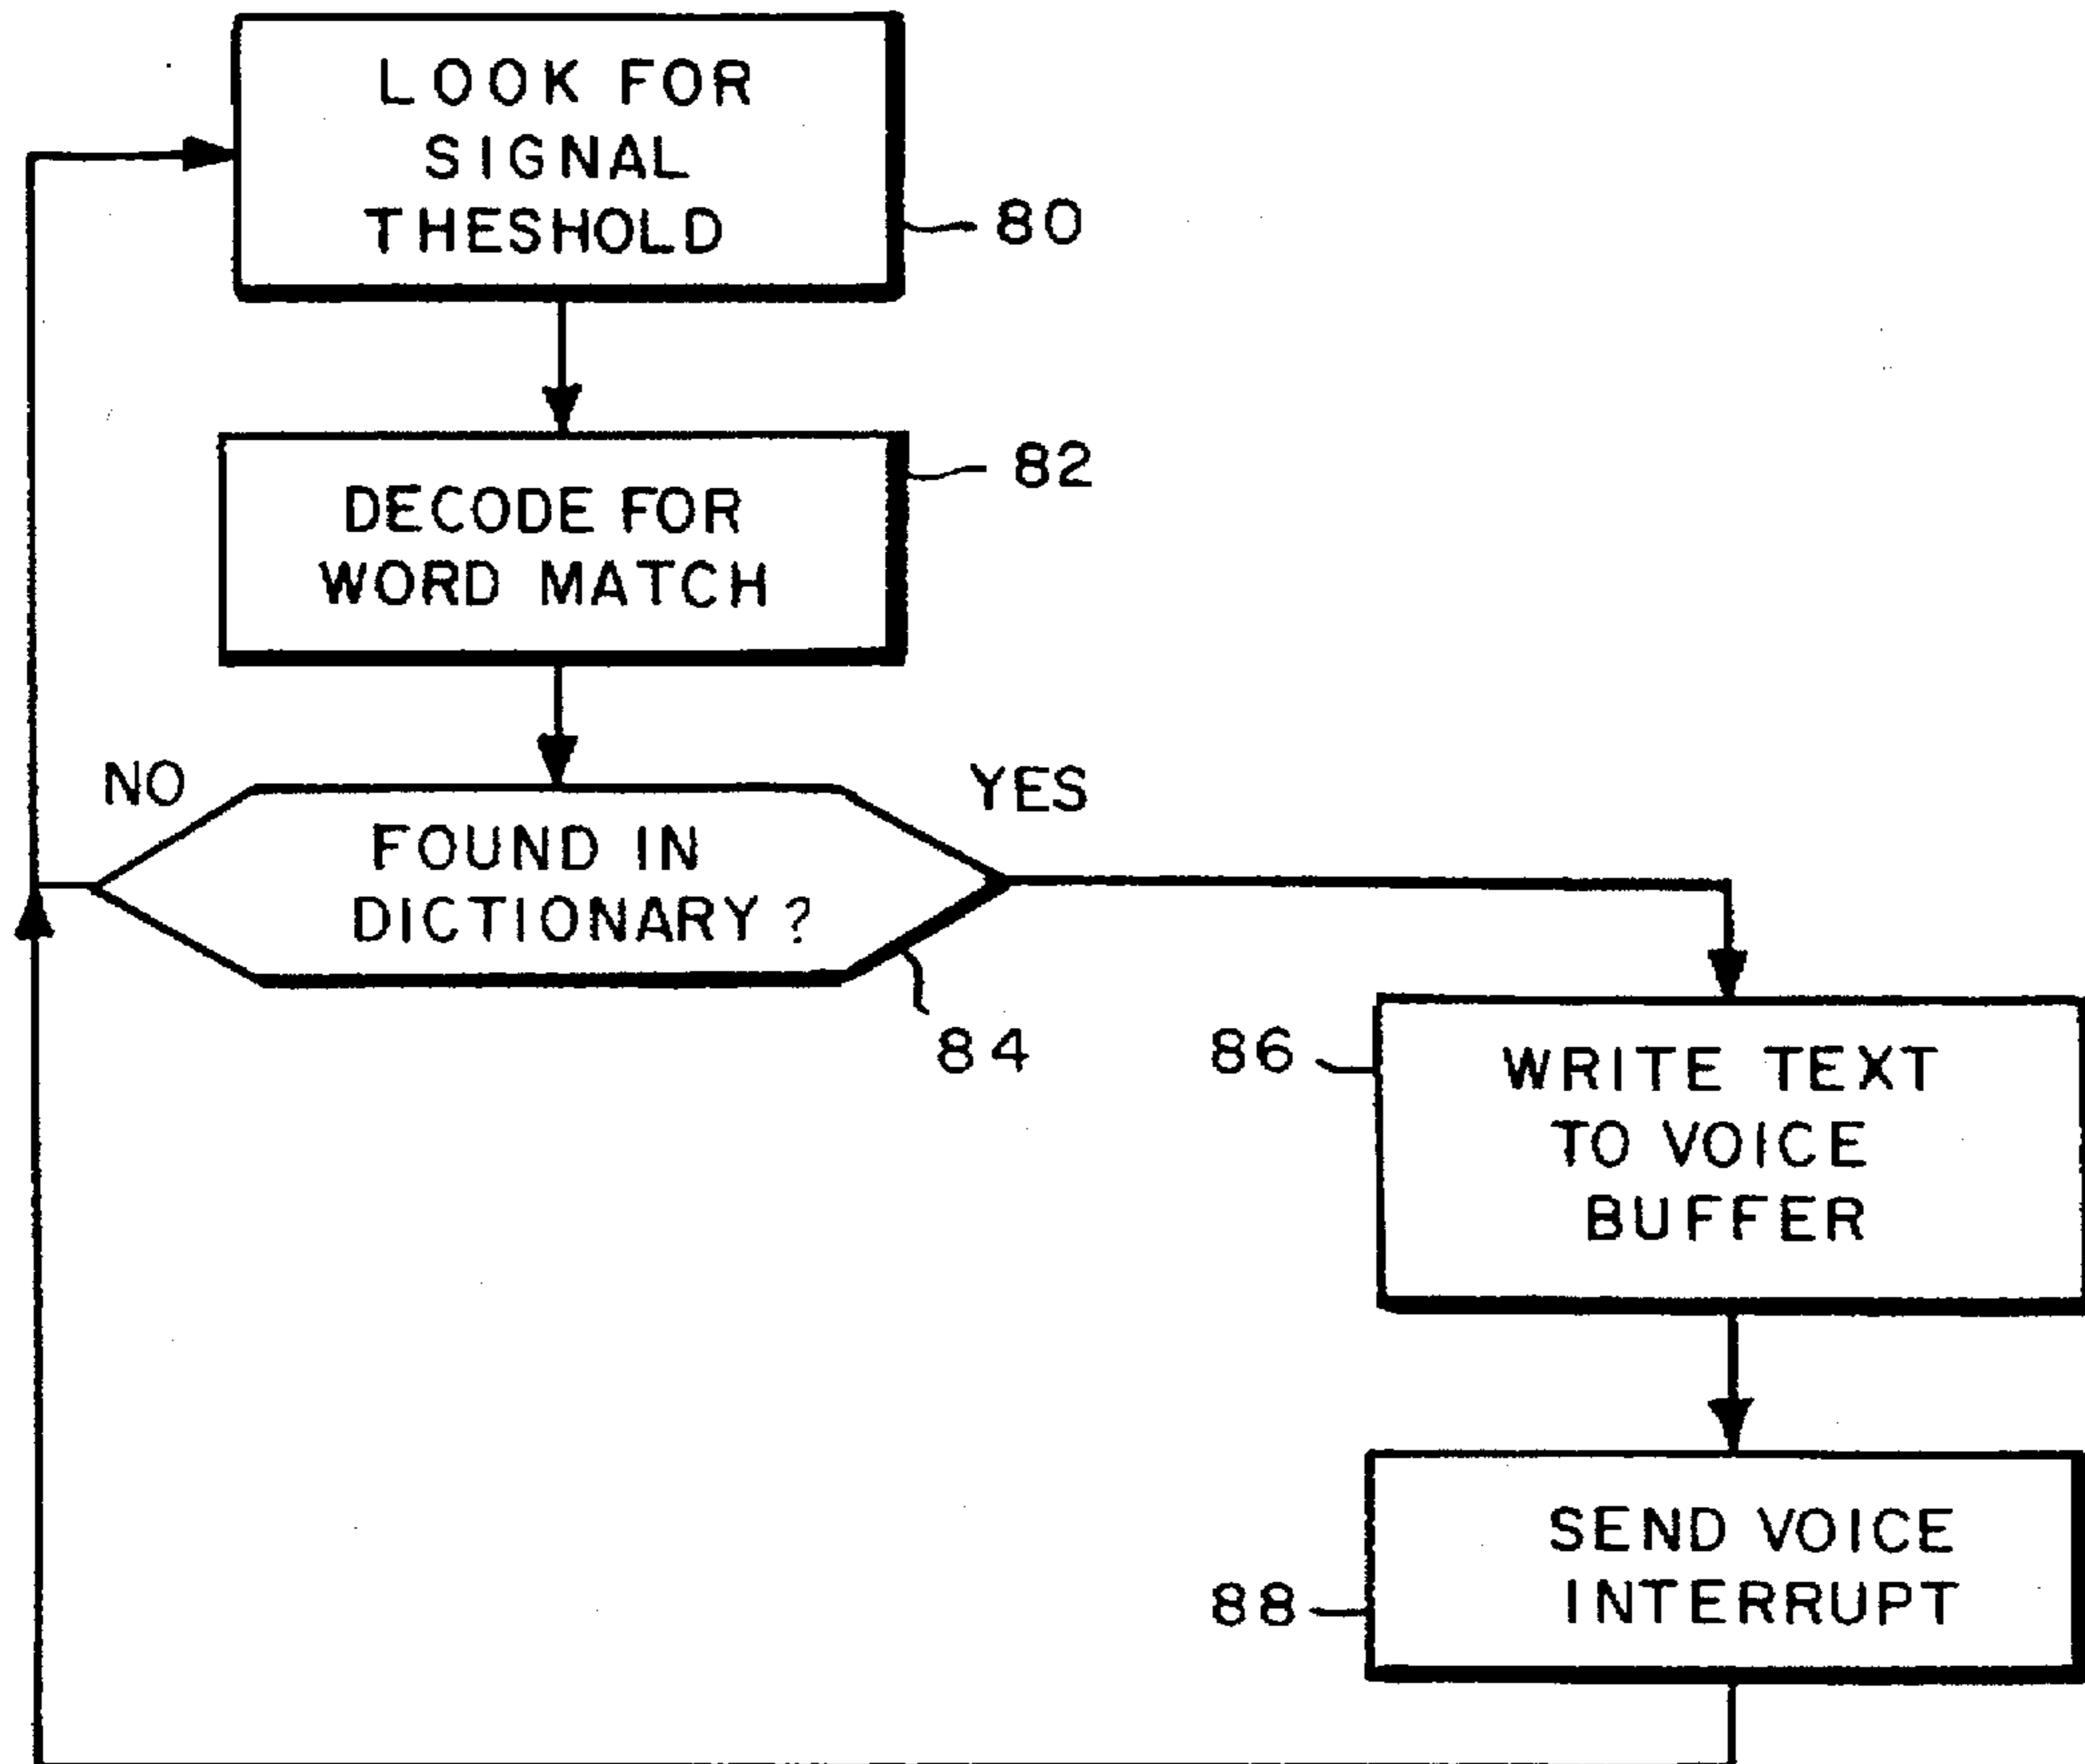 LOOK FOR
SIGNAL
THESHOLD
80
82
DECODE FOR
WORD MATCH
NO
YES
FOUND IN
DICTIONARY ?
84
86
WRITE TEXT
TO VOICE
BUFFER
SEND VOICE
INTERRUPT
88